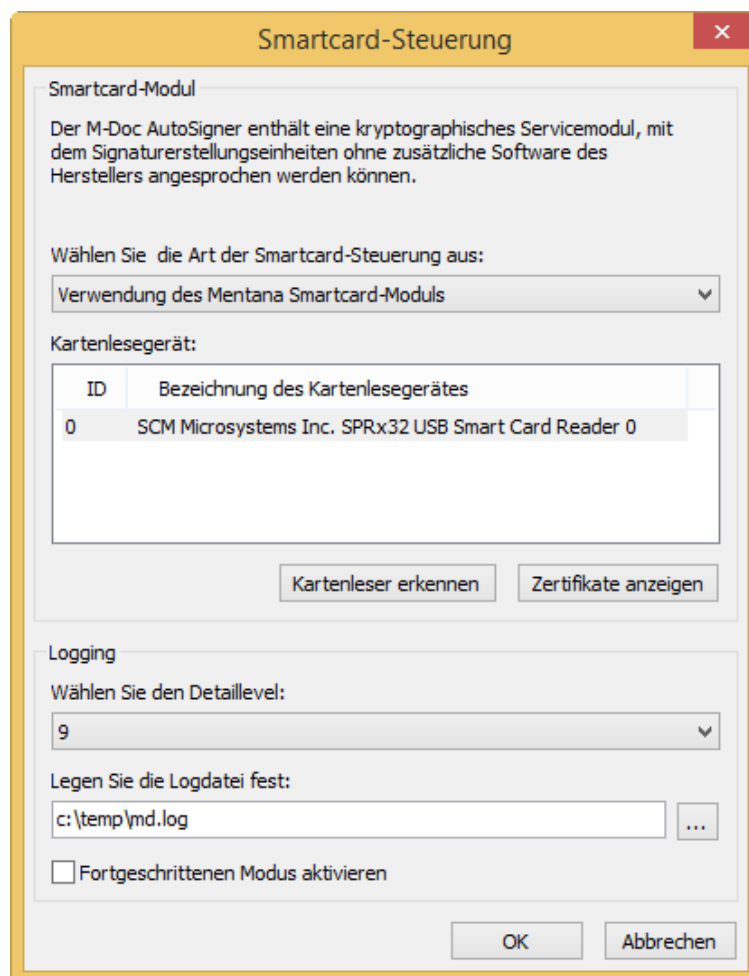 Smartcard-Steuerung
Smartcard-Modul
Der M-Doc AutoSigner enthält eine kryptographisches Servicemodul, mit
dem Signaturerstellungseinheiten ohne zusätzliche Software des
Herstellers angesprochen werden können.
Wählen Sie  die Art der Smartcard-Steuerung aus:
Verwendung des Mentana Smartcard-Moduls
Kartenlesegerät:
ID Bezeichnung des Kartenlesegerätes
0 SCM Microsystems Inc. SPRx32 USB Smart Card Reader 0
Kartenleser erkennen Zertifikate anzeigen
Logging
Wählen Sie den Detaillevel:
9
Legen Sie die Logdatei fest:
c:\temp\md.log ...
Fortgeschrittenen Modus aktivieren
OK Abbrechen